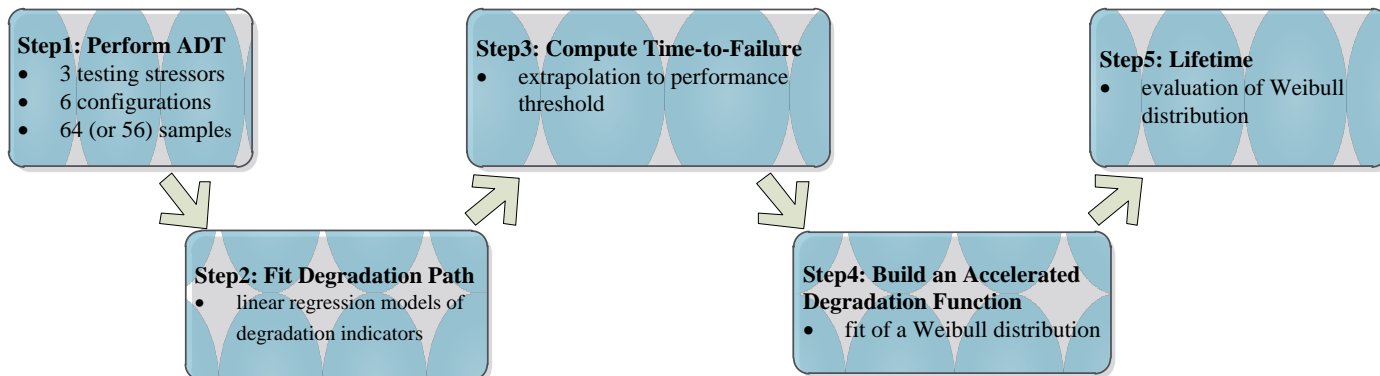 Step1: Perform ADT
• 3 testing stressors
• 6 configurations
• 64 (or 56) samples
Step2: Fit Degradation Path
• linear regression models of
degradation indicators
Step3: Compute Time-to-Failure
• extrapolation to performance
threshold
Step4: Build an Accelerated
Degradation Function
• fit of a Weibull distribution
Step5: Lifetime
• evaluation of Weibull
distribution